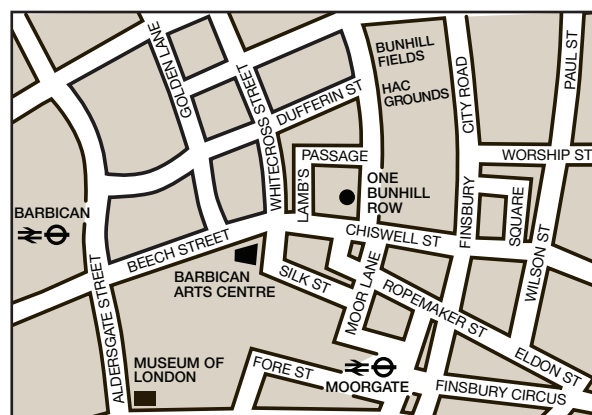 GOLDEN LANE
WHITECROSS STREET
DUFFERIN ST
BUNHILL
FIELDS
HAC
GROUNDS
CITY ROAD
PAUL ST
PASSAGE
WORSHIP ST
LAMB'S
ONE
BUNHILL
ROW
FINSBURY
SQUARE
BARBICAN
BEECH STREET
CHISWELL ST
WILSON ST
BARBICAN
ARTS CENTRE
SILK ST
MOOR LANE
ROPEMAKER ST
ALDERSGATE STREET
MUSEUM OF
LONDON
FORE ST
MOORGATE
ELDON ST
FINSBURY CIRCUS